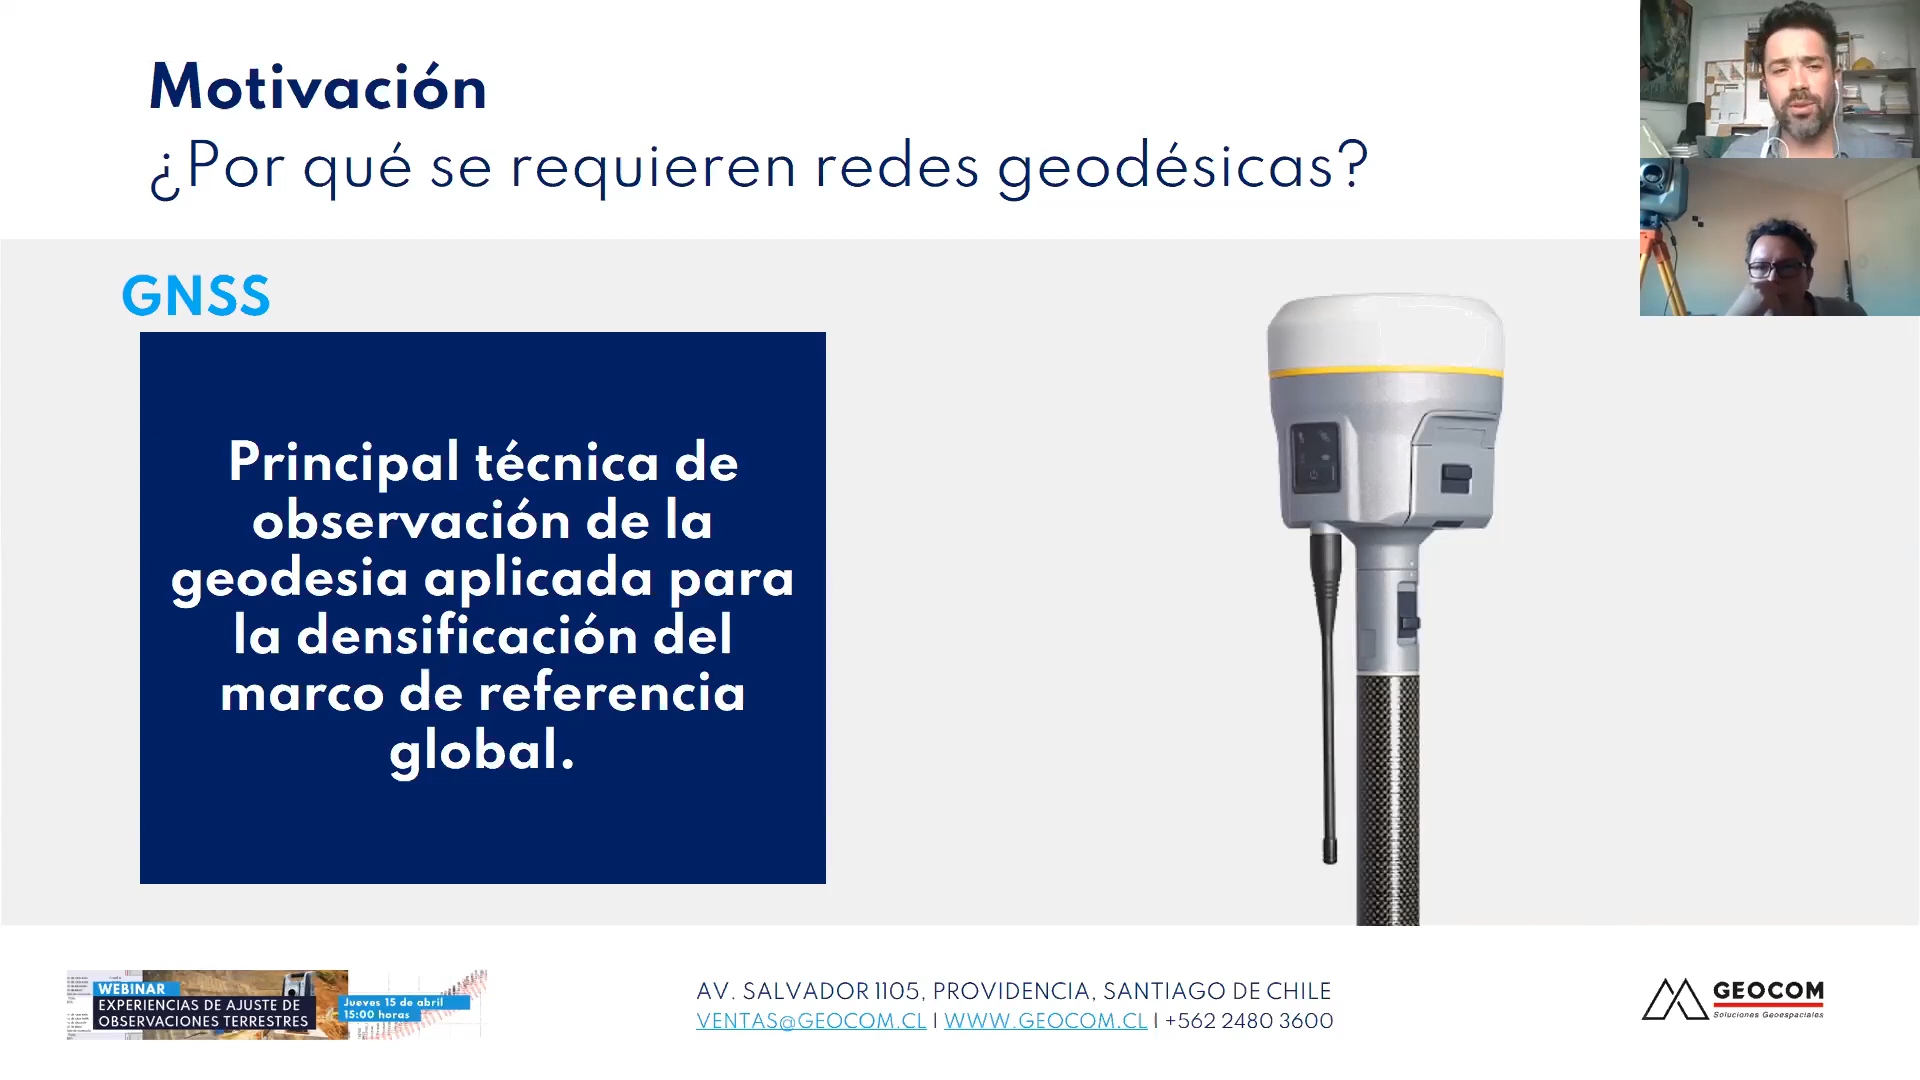 Motivación
¿Por qué se requieren redes geodésicas?
GNSS
Principal técnica de
observación de la
geodesia aplicada para
la densificación del
marco de referencia
global.
WEBINAR
EXPERIENCIAS DE AJUSTE DE
OBSERVACIONES TERRESTRES
Jueves 15 de abril
15:00 horas
AV. SALVADOR 1105, PROVIDENCIA, SANTIAGO DE CHILE
VENTAS@GEOCOM.CL | WWW.GEOCOM.CL | +562 2480 3600
GEOCOM
Soluciones Geoespaciales